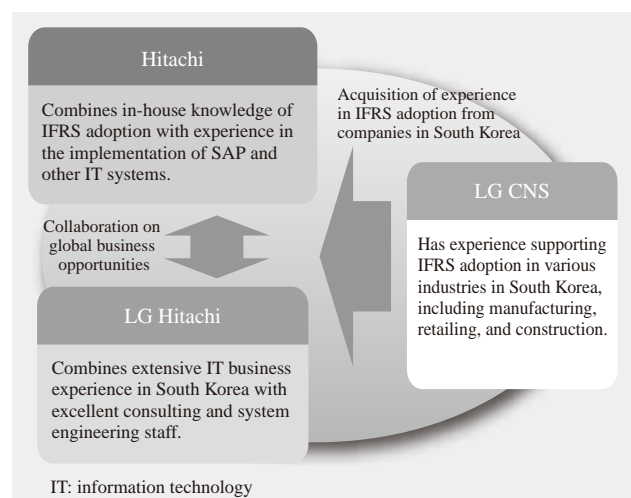 Hitachi
Combines in-house knowledge of
IFRS adoption with experience in
the implementation of SAP and
other IT systems.
Acquisition of experience
in IFRS adoption from
companies in South Korea
LG CNS
Has experience supporting
IFRS adoption in various
industries in South Korea,
including manufacturing,
retailing, and construction.
Collaboration on
global business
opportunities
LG Hitachi
Combines extensive IT business
experience in South Korea with
excellent consulting and system
engineering staff.
IT: information technology